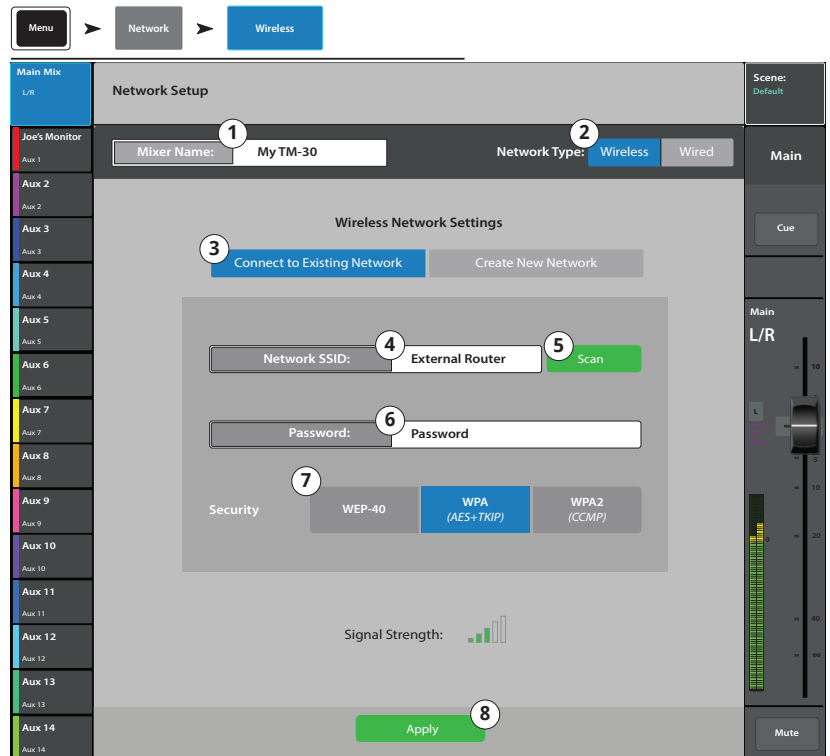 Menu Network Wireless
Main Mix
L/R
Network Setup
Scene:
Default
Joe's Monitor
Aux 1
1
Mixer Name: My TM-30
2
Network Type: Wireless Wired
Main
Aux 2
Aux 2
Aux 3
Aux 3
Wireless Network Settings
Cue
3
Connect to Existing Network Create New Network
Aux 4
Aux 4
Aux 5
Aux 5
Main
L/R
4
Network SSID: External Router
5
Scan
Aux 6
Aux 6
10
Aux 7
Aux 7
6
Password: Password
L
Aux 8
Aux 8
5
7
Security WEP-40 WPA WPA2
(AES+TKIP) (CCMP)
10
Aux 9
Aux 9
Aux 10
Aux 10
0
20
Aux 11
Aux 11
40
Aux 12
Aux 12
Signal Strength:
∞
Aux 13
Aux 13
8
Apply
Aux 14
Aux 14
Mute